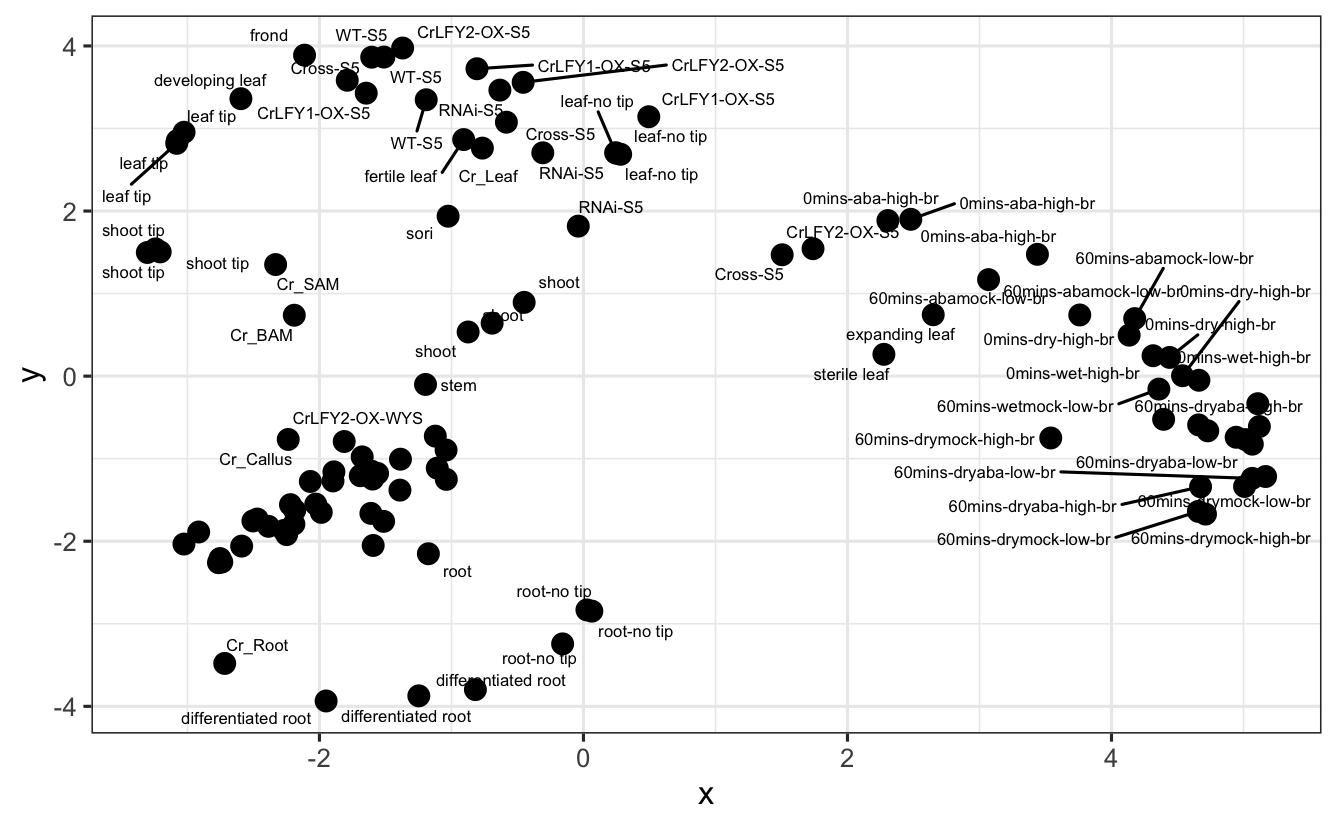 frond
WT-S5
CrLFY2-OX-S5
Cross-S5
WT-S5
CrLFY1-OX-S5
CrLFY2-OX-S5
developing leaf
CrLFY1-OX-S5
RNAi-S5
leaf-no tip
CrLFY1-OX-S5
leaf tip
WT-S5
Cross-S5
leaf-no tip
leaf tip
fertile leaf
Cr_Leaf
RNAi-S5
leaf-no tip
leaf tip
RNAi-S5
0mins-aba-high-br
0mins-aba-high-br
shoot tip
sori
CrLFY2-OX-S5
0mins-aba-high-br
shoot tip
shoot tip
Cross-S5
60mins-abamock-low-br
Cr_SAM
shoot
60mins-abamock-low-br
60mins-abamock-low-br
0mins-dry-high-br
Cr_BAM
shoot
expanding leaf
0mins-dry-high-br
0mins-dry-high-br
shoot
0mins-wet-high-br
stem
sterile leaf
0mins-wet-high-br
CrLFY2-OX-WYS
60mins-wetmock-low-br
60mins-dryaba-high-br
Cr_Callus
60mins-drymock-high-br
60mins-dryaba-low-br
60mins-dryaba-low-br
60mins-dryaba-high-br
60mins-drymock-low-br
60mins-drymock-low-br
60mins-drymock-high-br
root
root-no tip
root-no tip
Cr_Root
root-no tip
differentiated root
differentiated root
differentiated root
4
2
0
-2
-4
y
-2
0
2
4
x